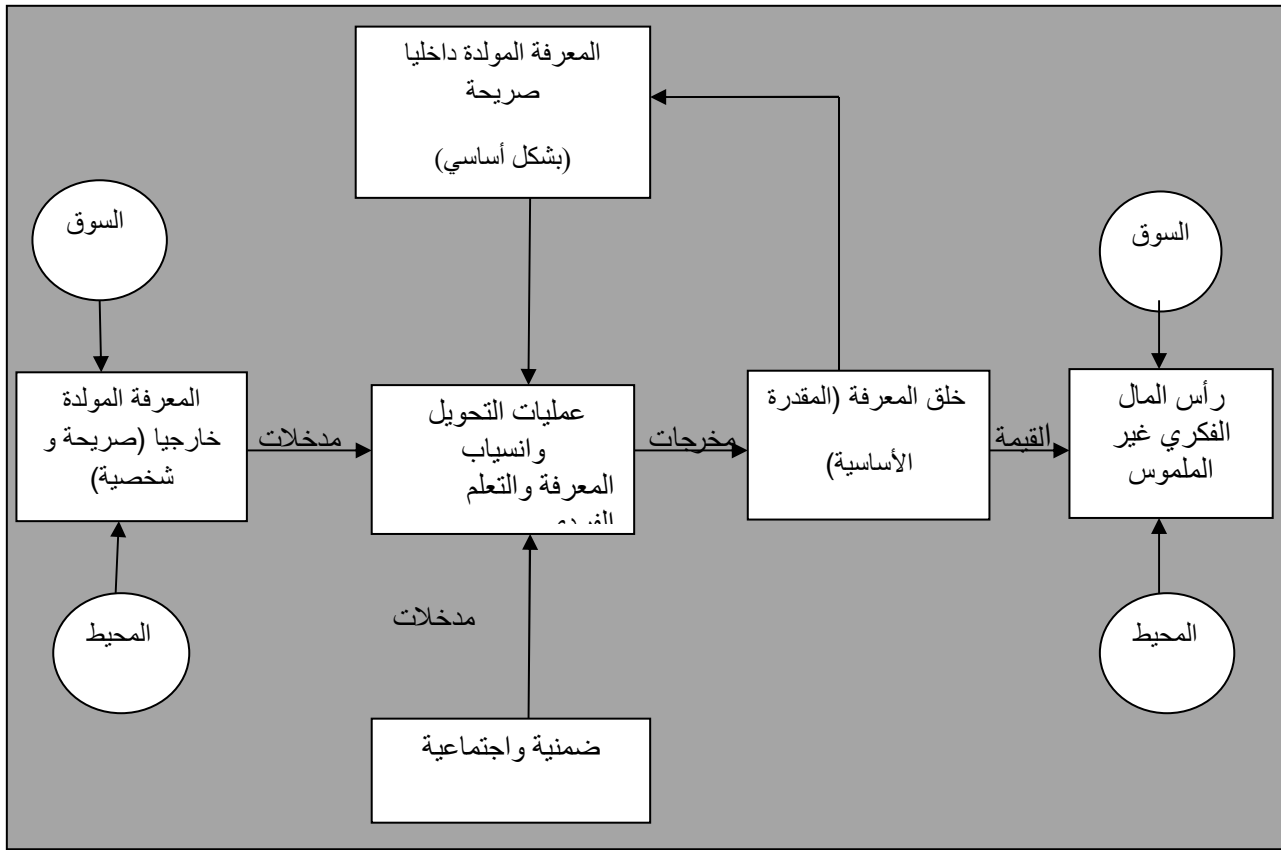 المعرفة المولدة داخليا
صريحة
(بشكل أساسي)
السوق
السوق
المعرفة المولدة
خارجيا (صريحة و
شخصية)
مدخلات
عمليات التحويل
وانسياب
المعرفة والتعلم
مخرجات
خلق المعرفة (المقدرة
الأساسية)
القيمة
رأس المال
الفكري غير
الملموس
المحيط
مدخلات
المحيط
ضمنية واجتماعية